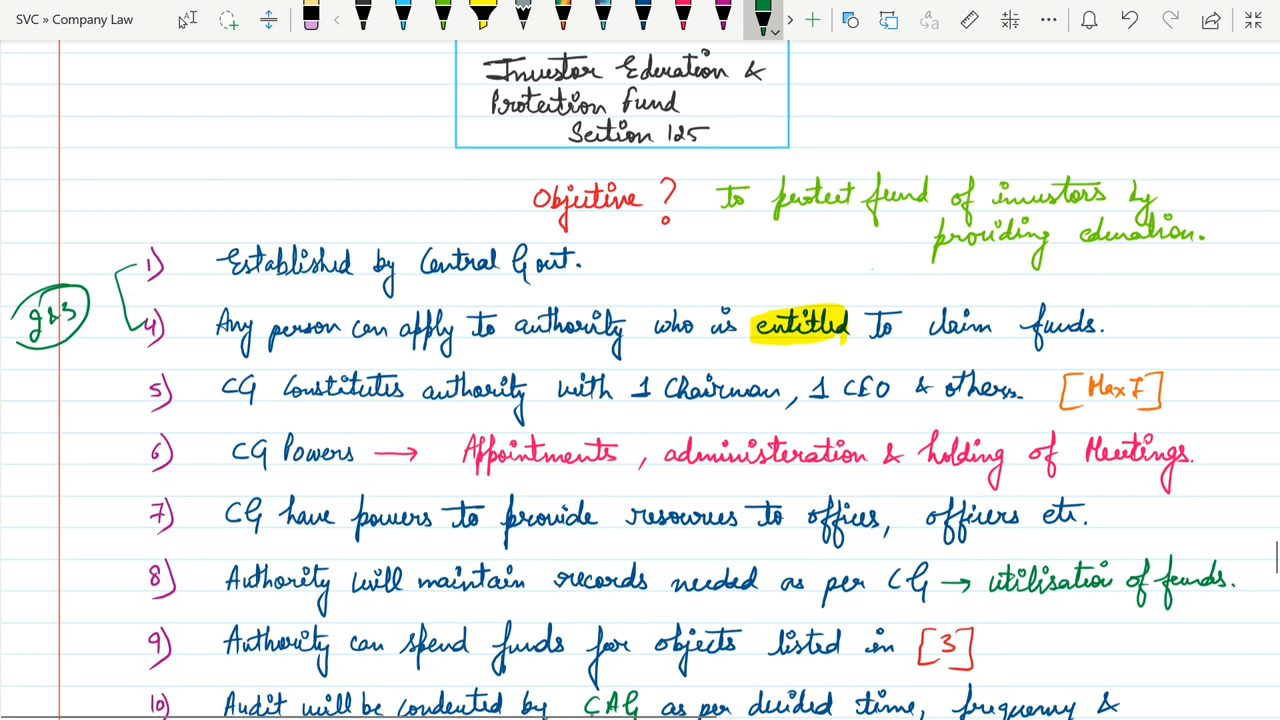 SVC » Company Law
Investor Education &
Protection Fund
Section 125
Objective ? To protect fund of investors by
providing education.
1) Established by Central Govt.
2&3
4) Any person can apply to authority who is entitled to claim funds.
5) CG Constitutes authority with 1 Chairman, 1 CEO & others. [Max 7]
6) CG Powers → Appointments, administeration & holding of Meetings.
7) CG have powers to provide resources to offices, officers etc.
8) Authority will maintain records needed as per CG → utilisation of funds.
9) Authority can spend funds for objects listed in [3]
10) Audit will be conducted by CAG as per decided time, frequency &